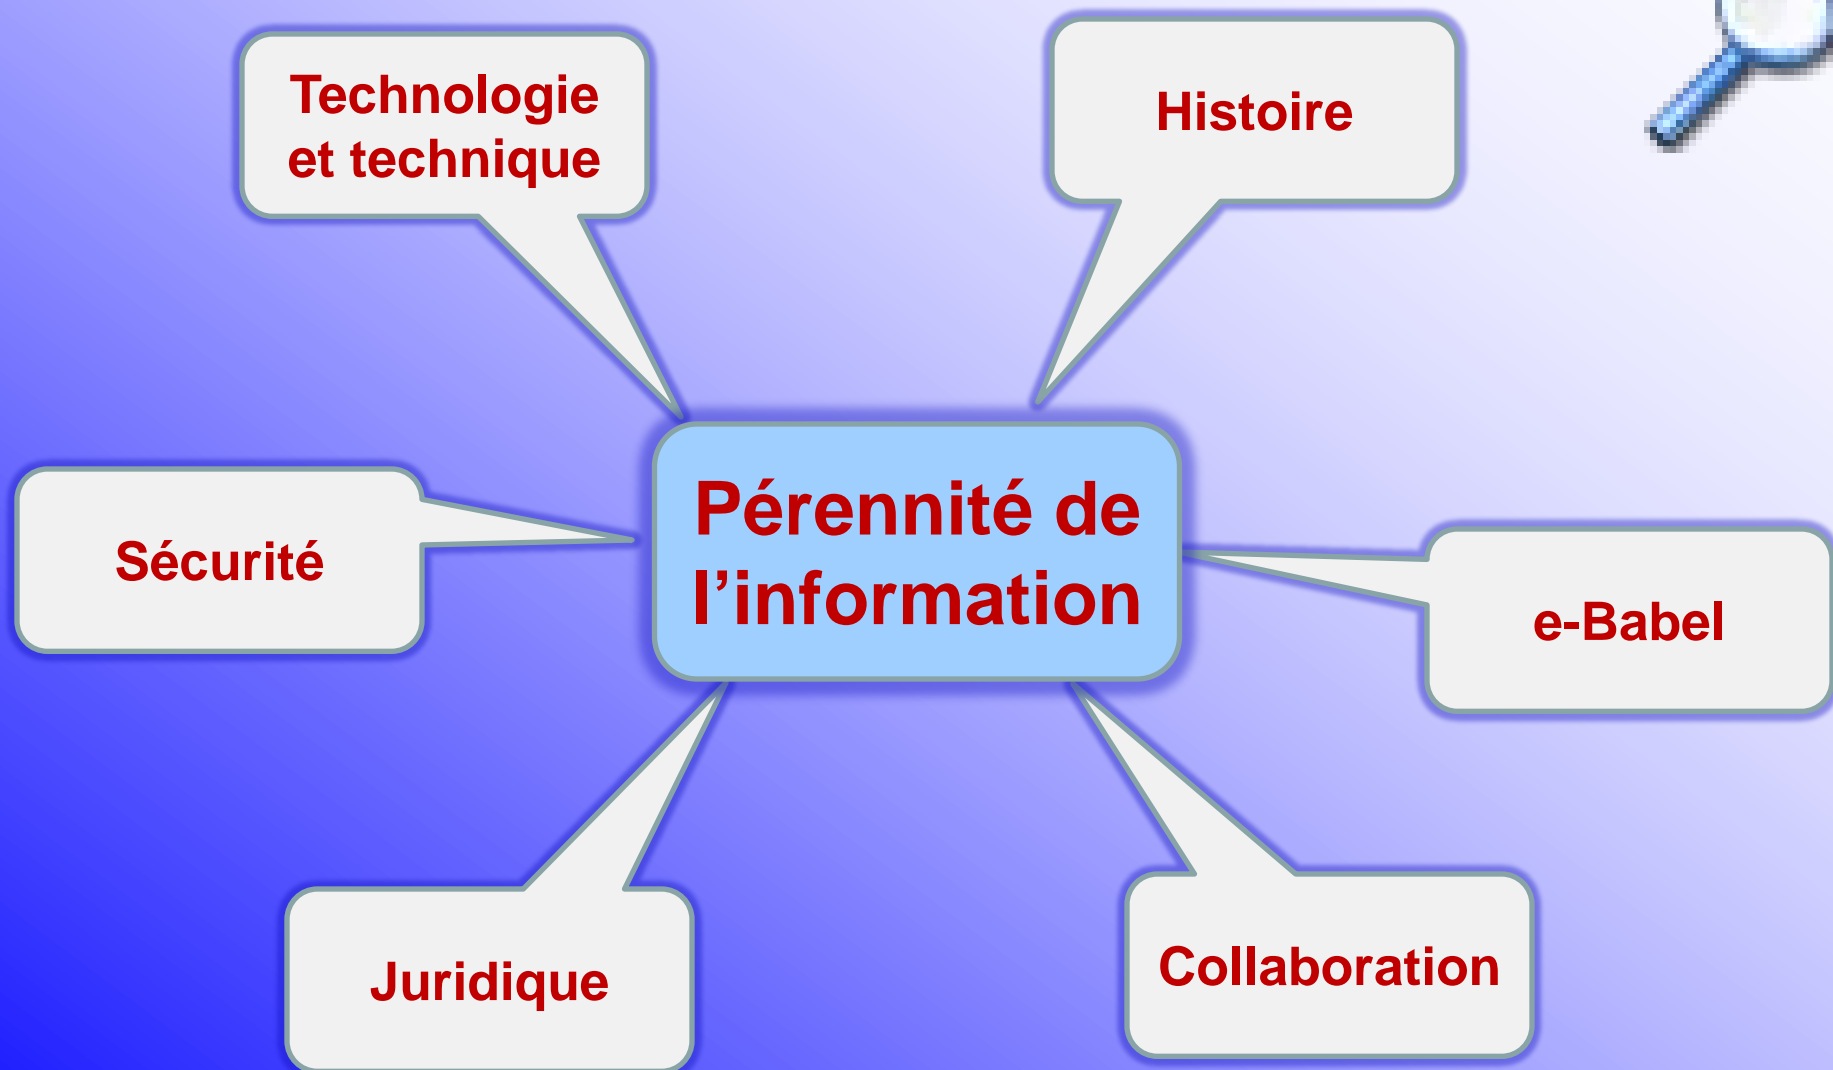 Technologie
et technique
Histoire
Pérennité de
l’information
Sécurité
e-Babel
Juridique
Collaboration